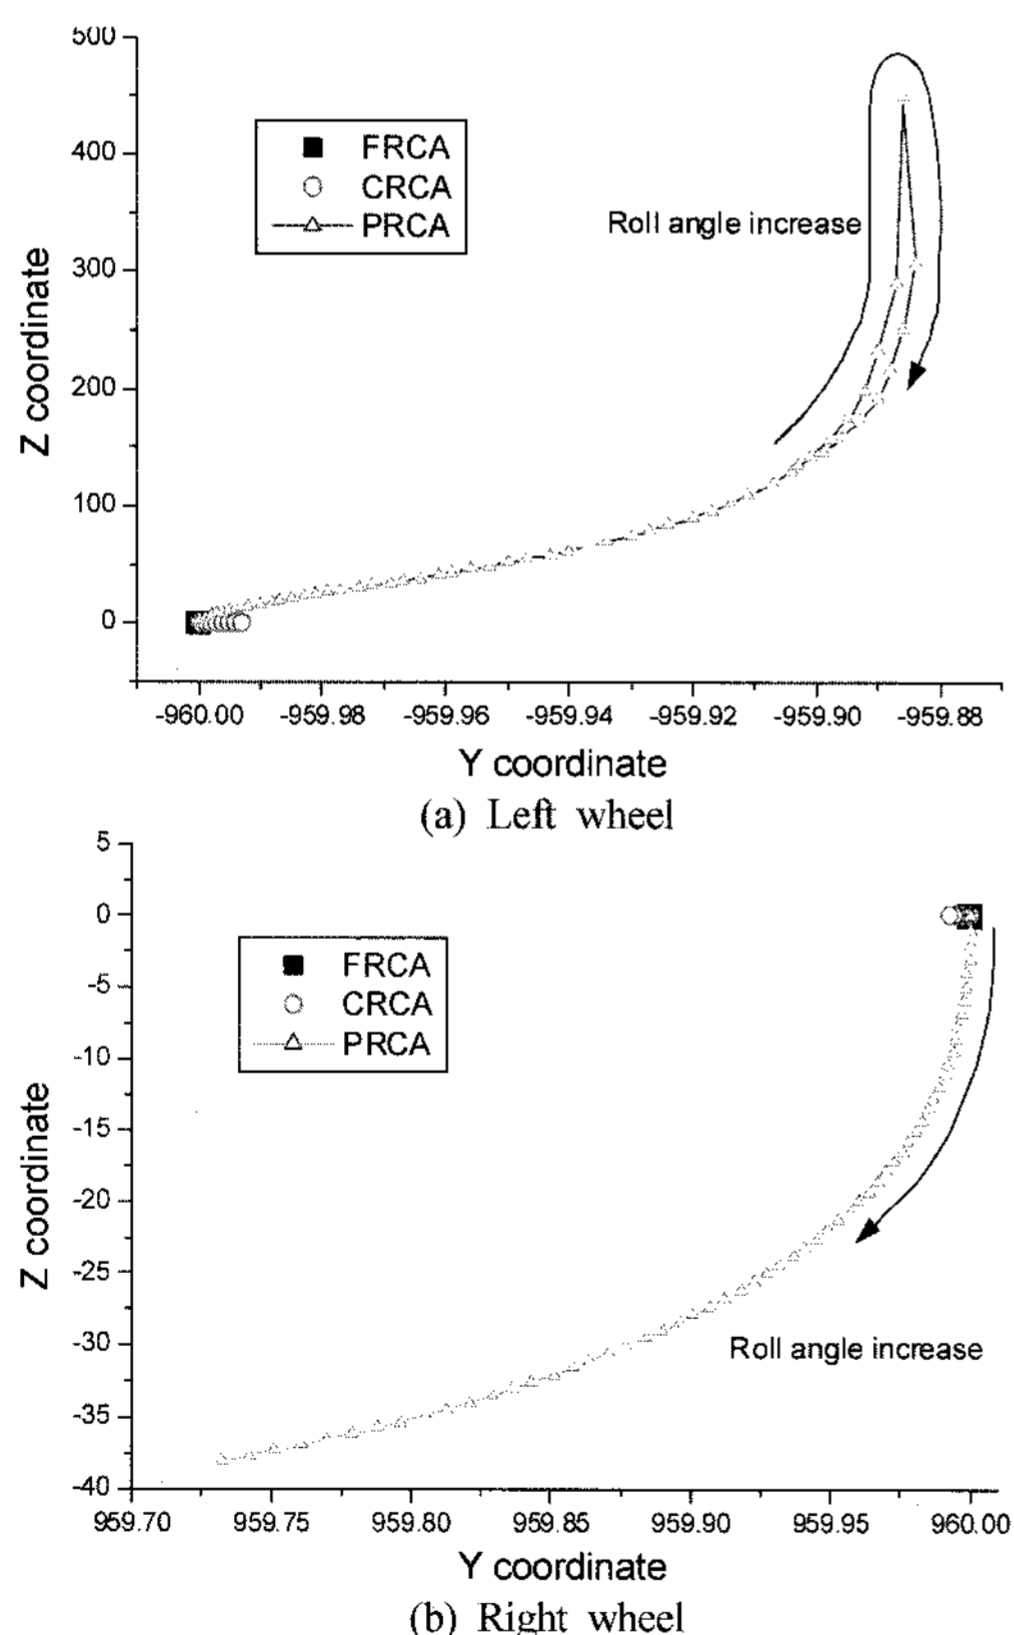 500
400
300
200
100
0
Z coordinate
FRCA
CRCA
PRCA
Roll angle increase
-960.00 -959.98 -959.96 -959.94 -959.92 -959.90 -959.88
Y coordinate
(a) Left wheel
5
0
-5
-10
-15
-20
-25
-30
-35
-40
Z coordinate
FRCA
CRCA
PRCA
Roll angle increase
959.70 959.75 959.80 959.85 959.90 959.95 960.00
Y coordinate
(b) Right wheel